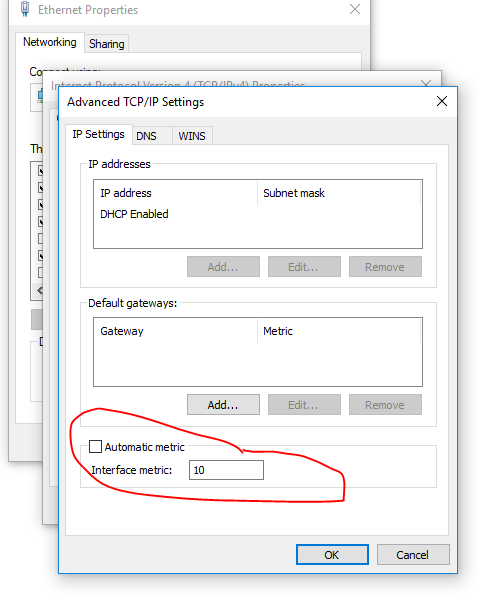 Ethernet Properties
Networking Sharing
Connect using:
Internet Protocol Version 4 (TCP/IPv4) Properties
Advanced TCP/IP Settings
IP Settings DNS WINS
IP addresses
IP address Subnet mask
DHCP Enabled
Add... Edit... Remove
Default gateways:
Gateway Metric
Add... Edit... Remove
Automatic metric
Interface metric: 10
OK Cancel